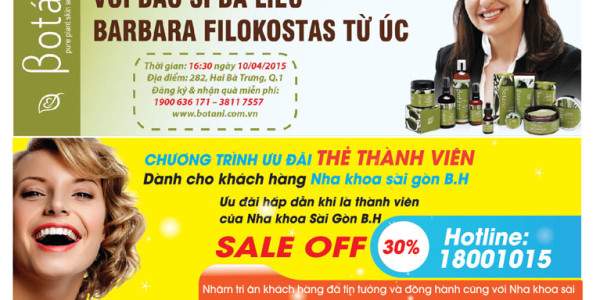 VỚI BÁC SĨ DA LIỄU
BARBARA FILOKOSTAS TỪ ÚC
Botá
pure plant skin
Thời gian: 16:30 ngày 10/04/2015
Địa điểm: 282, Hai Bà Trưng, Q.1
Đăng ký & nhận quà miễn phí:
1900 636 171 – 3811 7557
www.botani.com.vn
CHƯƠNG TRÌNH ƯU ĐÃI THẺ THÀNH VIÊN
Dành cho khách hàng Nha khoa sài gòn B.H
Ưu đãi hấp dẫn khi là thành viên
của Nha khoa Sài Gòn B.H
SALE OFF 30%
Hotline:
18001015
Nhằm tri ân khách hàng đã tin tưởng và đồng hành cùng với Nha khoa sài